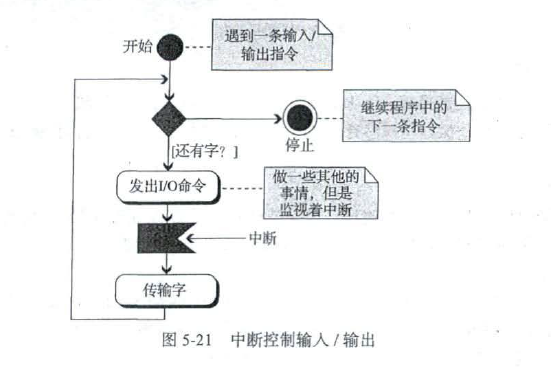 开始
遇到一条输入/
输出指令
继续程序中的
下一条指令
停止
[还有字？]
发出I/O命令
做一些其他的
事情，但是
监视着中断
中断
传输字
图 5-21 中断控制输入 / 输出